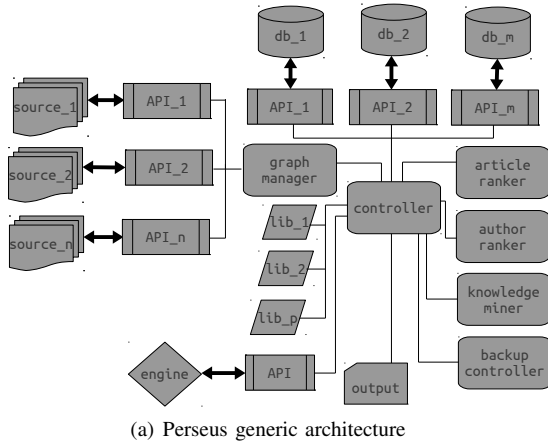 db_1
db_2
db_m
source_1
API_1
API_1
API_2
API_m
source_2
API_2
graph
manager
article
ranker
controller
source_n
API_n
lib_1
author
ranker
lib_2
knowledge
miner
lib_p
engine
API
output
backup
controller
(a) Perseus generic architecture